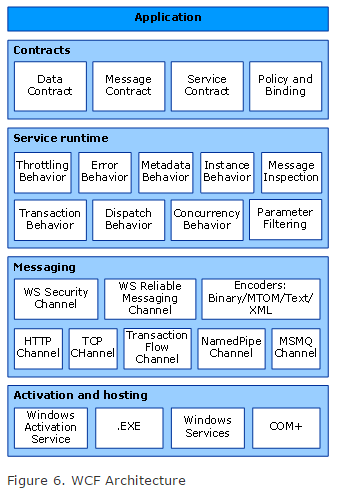 Application
Contracts
Data
Contract
Message
Contract
Service
Contract
Policy and
Binding
Service runtime
Throttling
Behavior
Error
Behavior
Metadata
Behavior
Instance
Behavior
Message
Inspection
Transaction
Behavior
Dispatch
Behavior
Concurrency
Behavior
Parameter
Filtering
Messaging
WS Security
Channel
WS Reliable
Messaging
Channel
Encoders:
Binary/MTOM/Text/
XML
HTTP
Channel
TCP
CHannel
Transaction
Flow
Channel
NamedPipe
Channel
MSMQ
Channel
Activation and hosting
Windows
Activation
Service
.EXE
Windows
Services
COM+
Figure 6. WCF Architecture